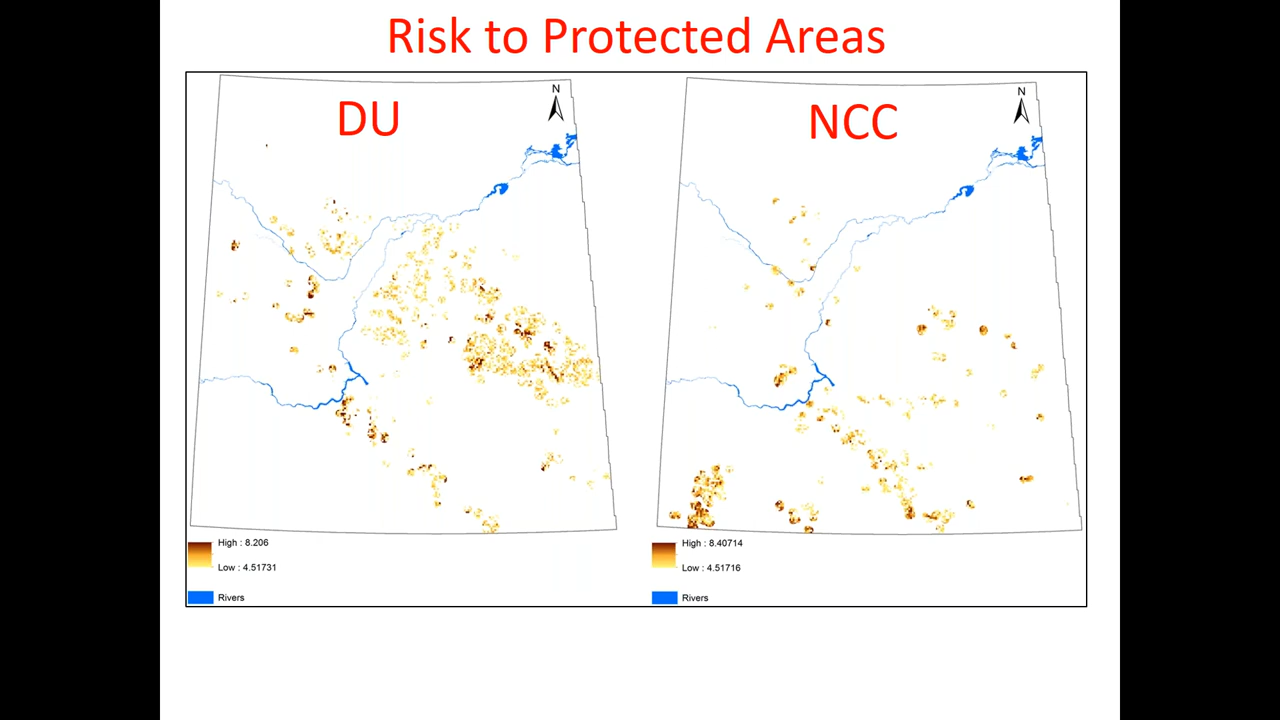 Risk to Protected Areas
DU
N
High : 8.206
Low : 4.51731
Rivers
NCC
N
High : 8.40714
Low : 4.51716
Rivers